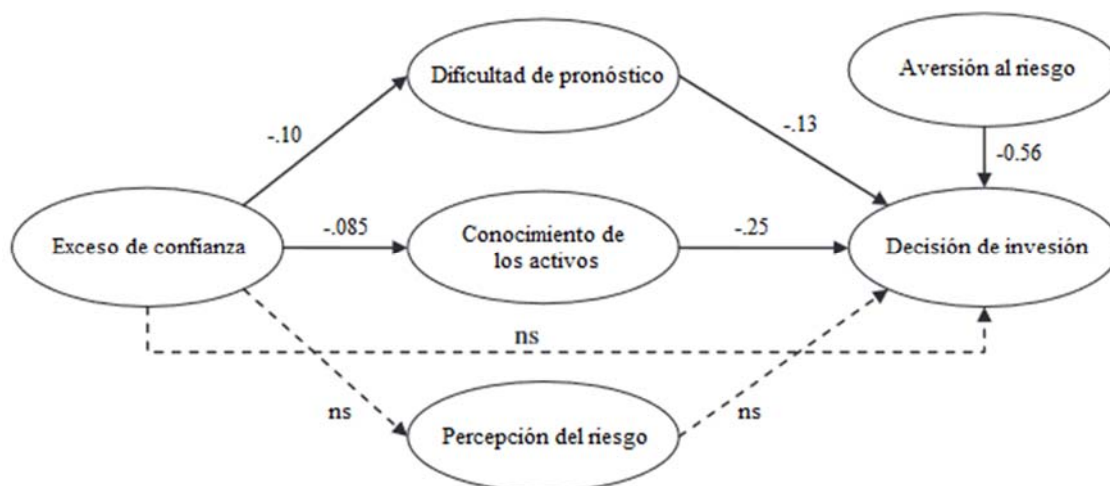 Dificultad de pronóstico
Aversión al riesgo
-.10
-.13
-0.56
Exceso de confianza
-.085
Conocimiento de
los activos
-.25
Decisión de invesión
ns
ns
Percepción del riesgo
ns